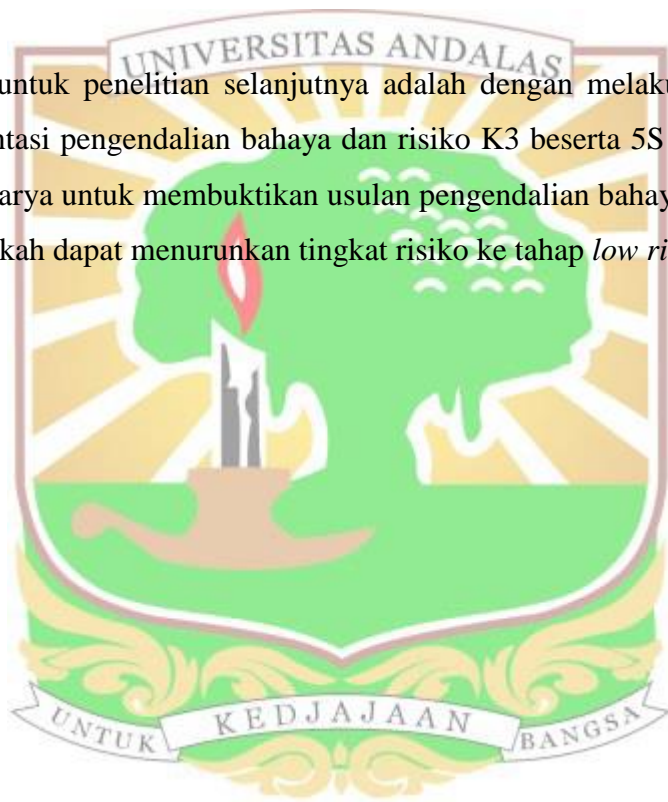 UNIVERSITAS ANDALAS
untuk penelitian selanjutnya adalah dengan melaku
ntasi pengendalian bahaya dan risiko K3 beserta 5S
arya untuk membuktikan usulan pengendalian bahay
kah dapat menurunkan tingkat risiko ke tahap low ri
UNTUK KEDJAJAAN BANGSA